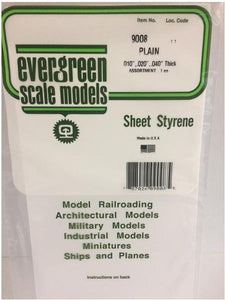 Item No. Loc. Code
9008
PLAIN
.010", .020", .040" Thick
ASSORTMENT
evergreen
scale models
Sheet Styrene
Made in U.S.A.
Model Railroading
Architectural Models
Military Models
Industrial Models
Miniatures
Ships and Planes
Instructions on back